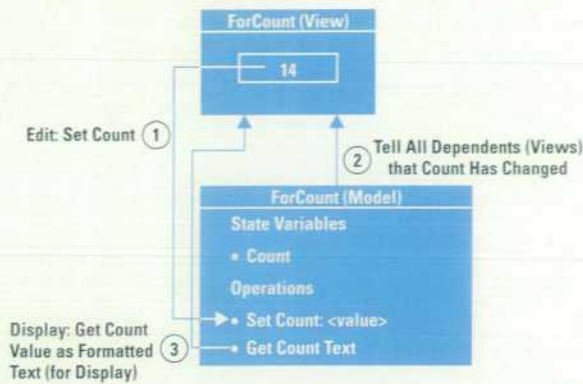 ForCount (View)
14
Edit: Set Count 1
2 Tell All Dependents (Views)
that Count Has Changed
ForCount (Model)
State Variables
• Count
Operations
• Set Count: <value>
• Get Count Text
Display: Get Count
Value as Formatted 3
Text (for Display)